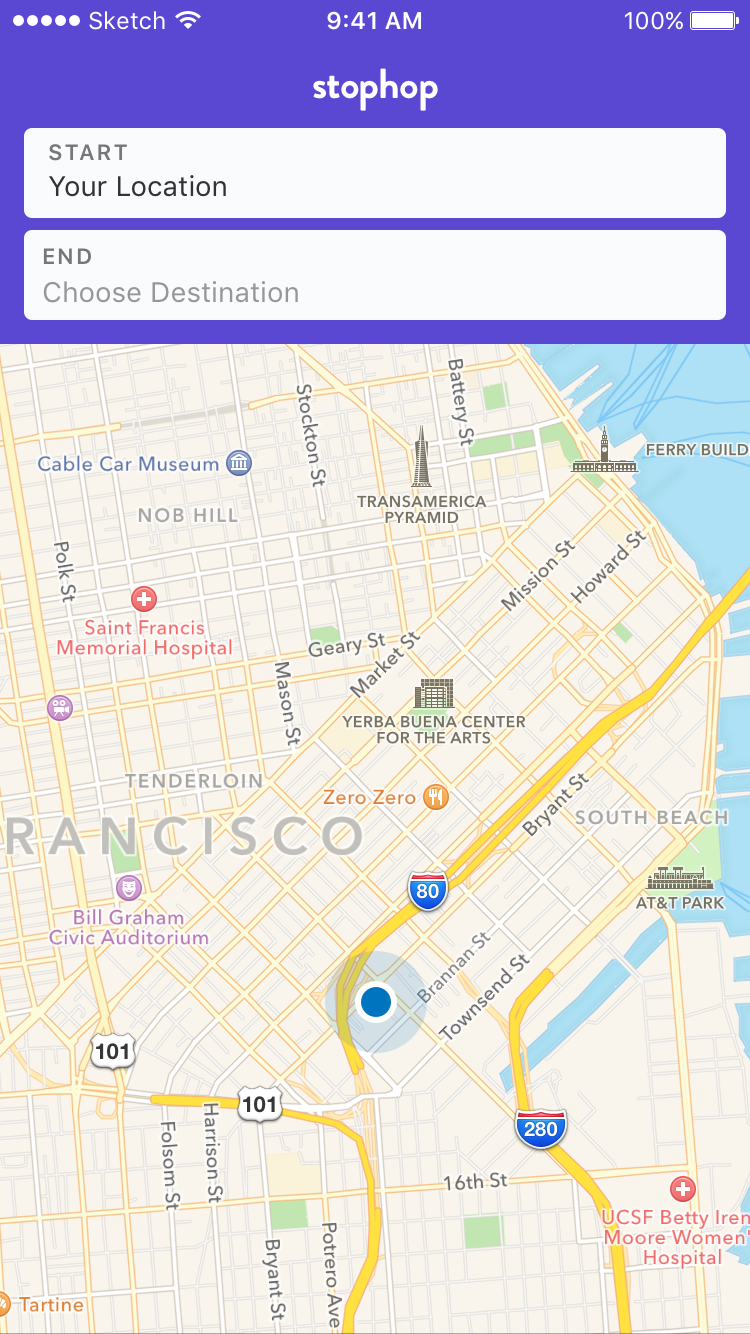 Sketch 9:41 AM 100%
stophop
START
Your Location
END
Choose Destination
Battery St
Stockton St
FERRY BUILD
Cable Car Museum
TRANSAMERICA
PYRAMID
NOB HILL
Polk St
Mission St
Howard St
Saint Francis
Memorial Hospital
Geary St
Market St
Mason St
YERBA BUENA CENTER
FOR THE ARTS
TENDERLOIN
Zero Zero
Bryant St
SOUTH BEACH
RANCISCO
80
AT&T PARK
Bill Graham
Civic Auditorium
Brannan St
Townsend St
101
101
280
Folsom St
Harrison St
16th St
UCSF Betty Iren
Moore Women'
Hospital
Potrero Ave
Bryant St
Tartine